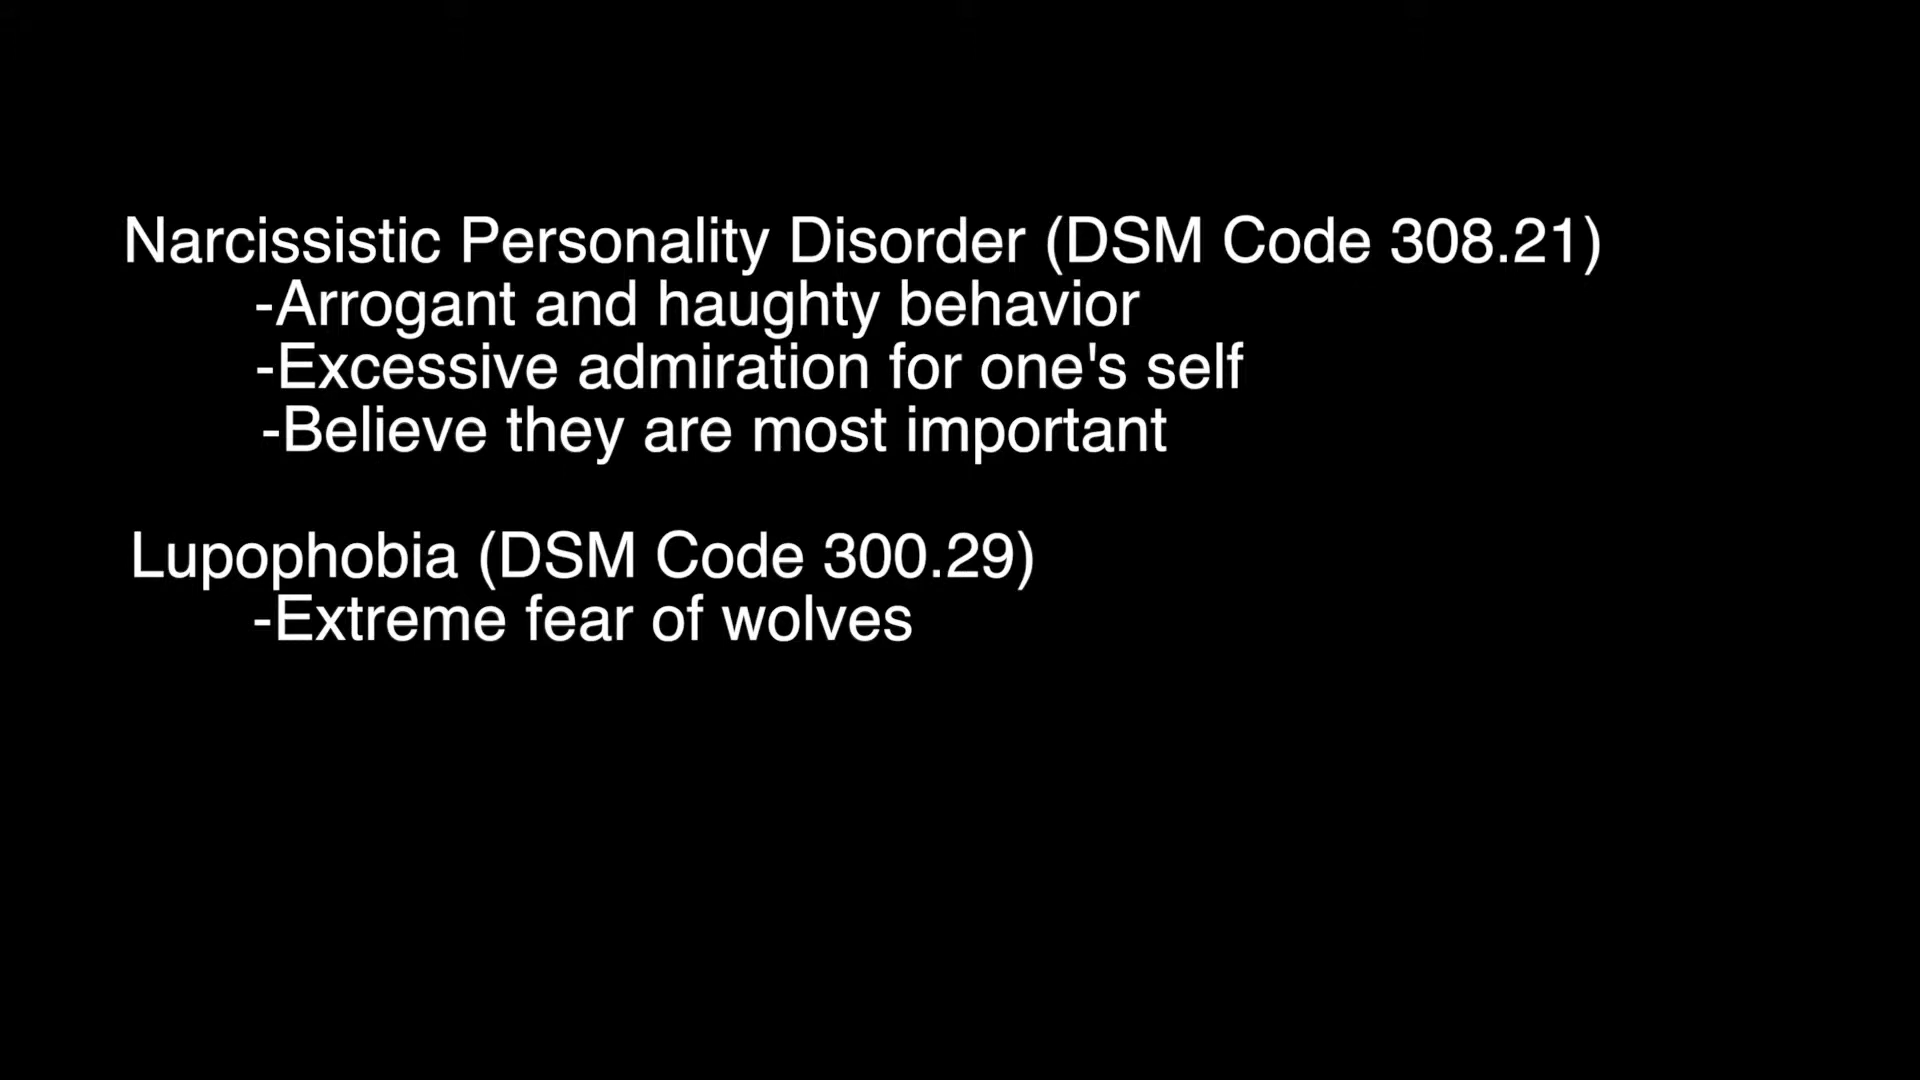 Narcissistic Personality Disorder (DSM Code 308.21)
-Arrogant and haughty behavior
-Excessive admiration for one's self
-Believe they are most important
Lupophobia (DSM Code 300.29)
-Extreme fear of wolves